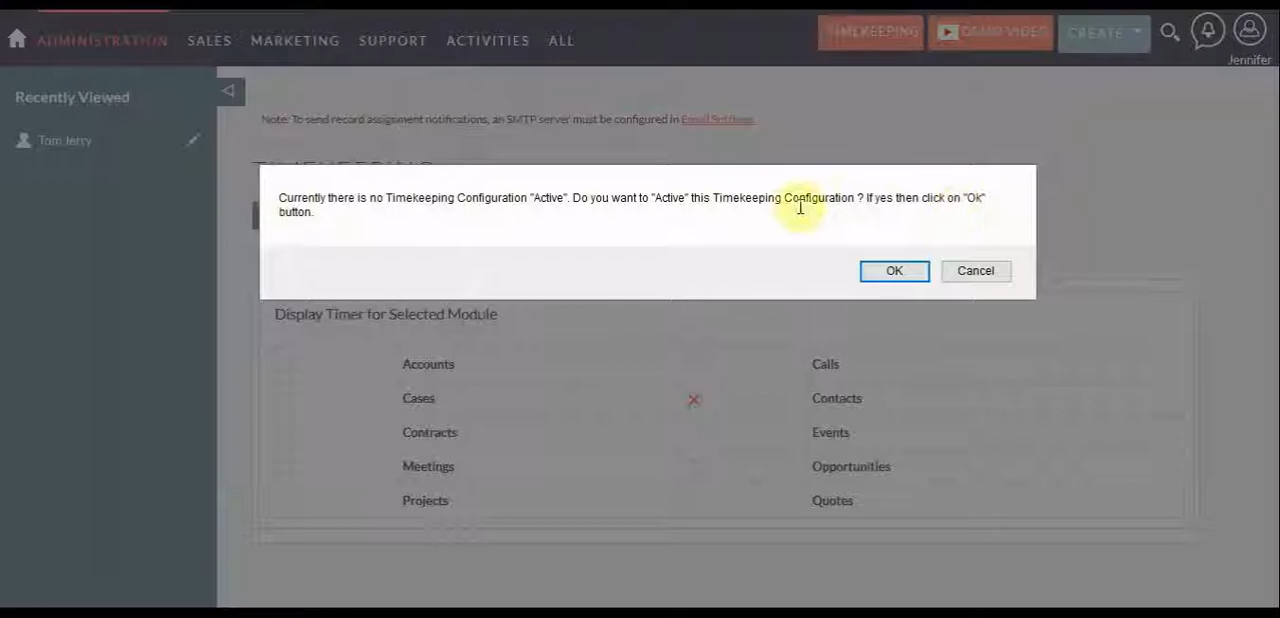 ADMINISTRATION SALES MARKETING SUPPORT ACTIVITIES ALL TIMEKEEPING DEMO VIDEO CREATE
Jennifer
Recently Viewed
Tom Jerry
Note: To send record assignment notifications, an SMTP server must be configured in Email Settings.
Currently there is no Timekeeping Configuration "Active". Do you want to "Active" this Timekeeping Configuration ? If yes then click on "Ok"
button.
OK Cancel
Display Timer for Selected Module
Accounts Calls
Cases Contacts
Contracts Events
Meetings Opportunities
Projects Quotes